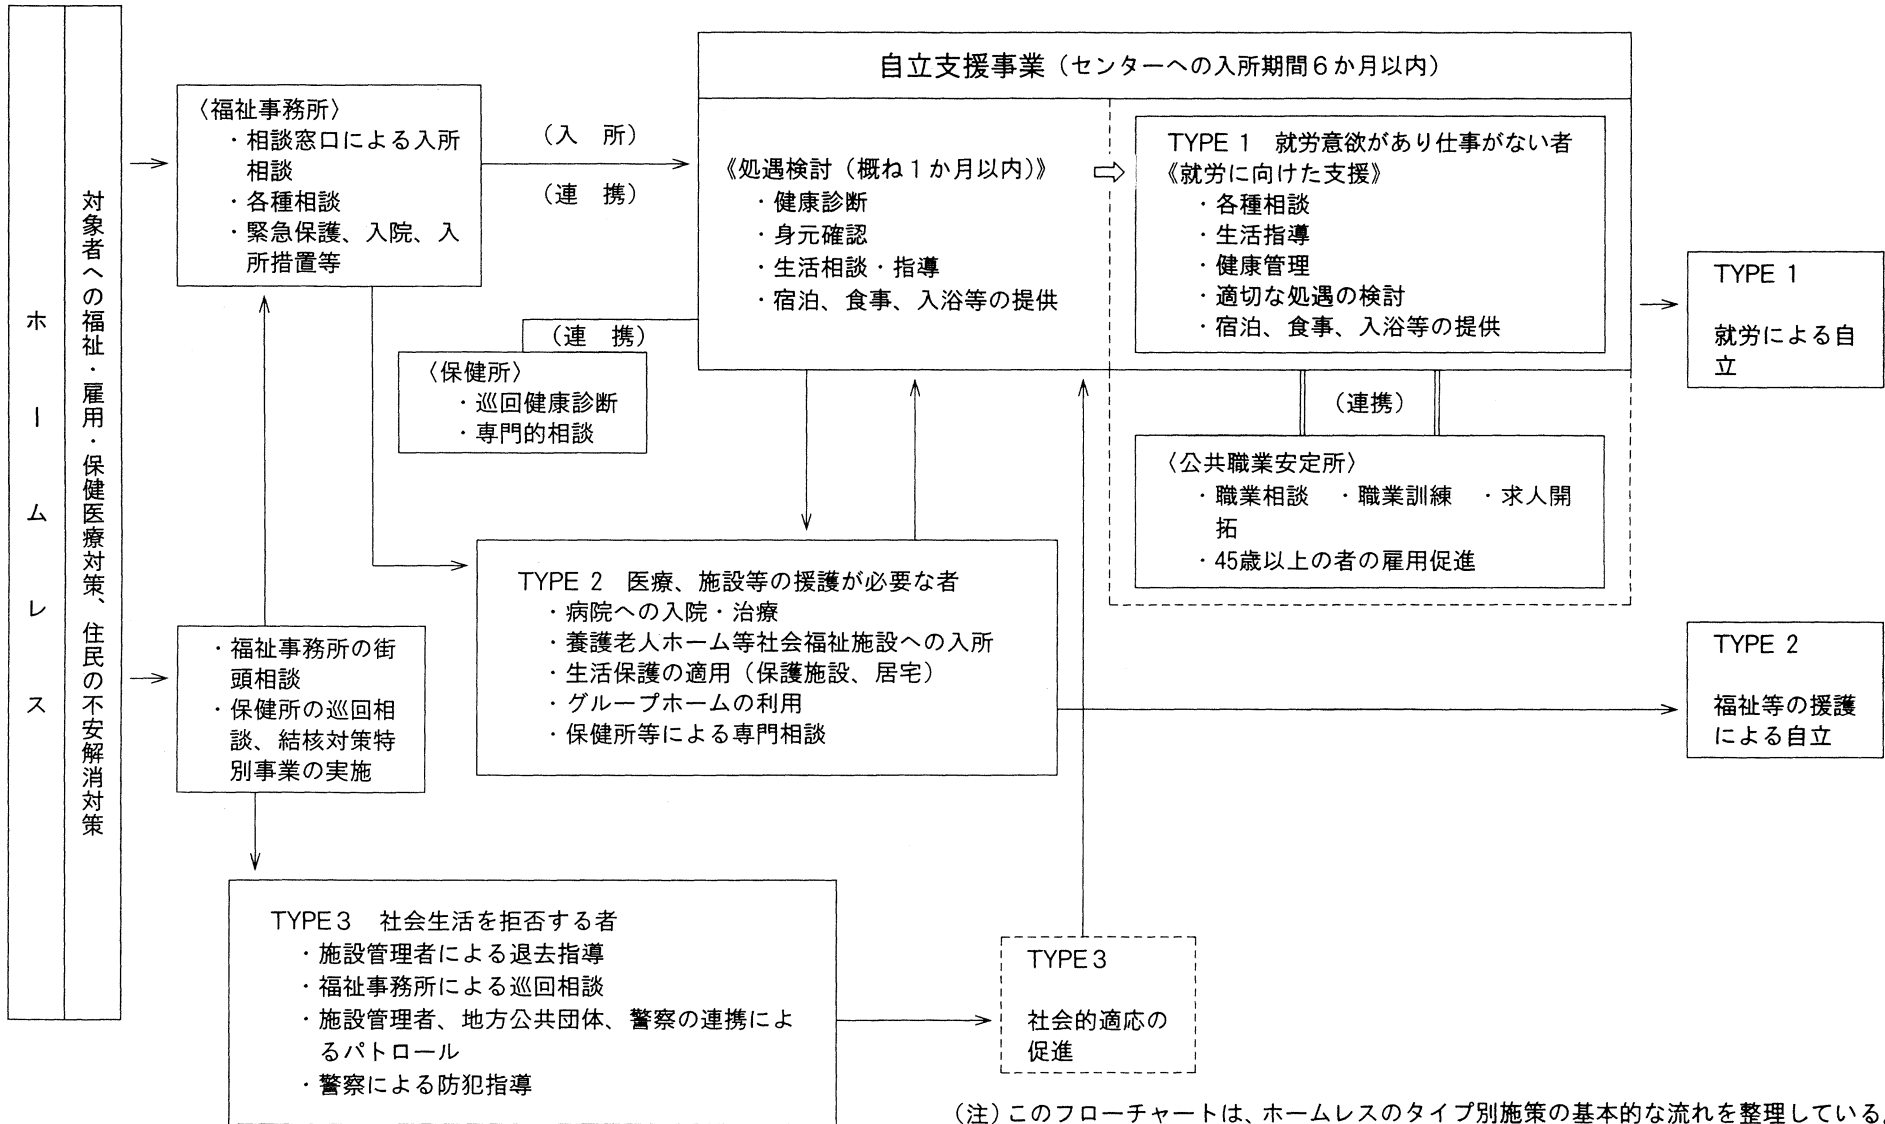 ホームレス
対象者への福祉・雇用・保健医療対策、住民の不安解消対策
〈福祉事務所〉
・相談窓口による入所
相談
・各種相談
・緊急保護、入院、入
所措置等
（入　所）
（連　携）
自立支援事業（センターへの入所期間６か月以内）
《処遇検討（概ね１か月以内）》
・健康診断
・身元確認
・生活相談・指導
・宿泊、食事、入浴等の提供
TYPE 1　就労意欲があり仕事がない者
《就労に向けた支援》
・各種相談
・生活指導
・健康管理
・適切な処遇の検討
・宿泊、食事、入浴等の提供
TYPE 1
就労による自
立
（連　携）
〈保健所〉
・巡回健康診断
・専門的相談
（連携）
〈公共職業安定所〉
・職業相談　・職業訓練　・求人開
拓
・45歳以上の者の雇用促進
TYPE 2　医療、施設等の援護が必要な者
・病院への入院・治療
・養護老人ホーム等社会福祉施設への入所
・生活保護の適用（保護施設、居宅）
・グループホームの利用
・保健所等による専門相談
TYPE 2
福祉等の援護
による自立
・福祉事務所の街
頭相談
・保健所の巡回相
談、結核対策特
別事業の実施
TYPE３　社会生活を拒否する者
・施設管理者による退去指導
・福祉事務所による巡回相談
・施設管理者、地方公共団体、警察の連携によ
るパトロール
・警察による防犯指導
TYPE３
社会的適応の
促進
（注）このフローチャートは、ホームレスのタイプ別施策の基本的な流れを整理している。